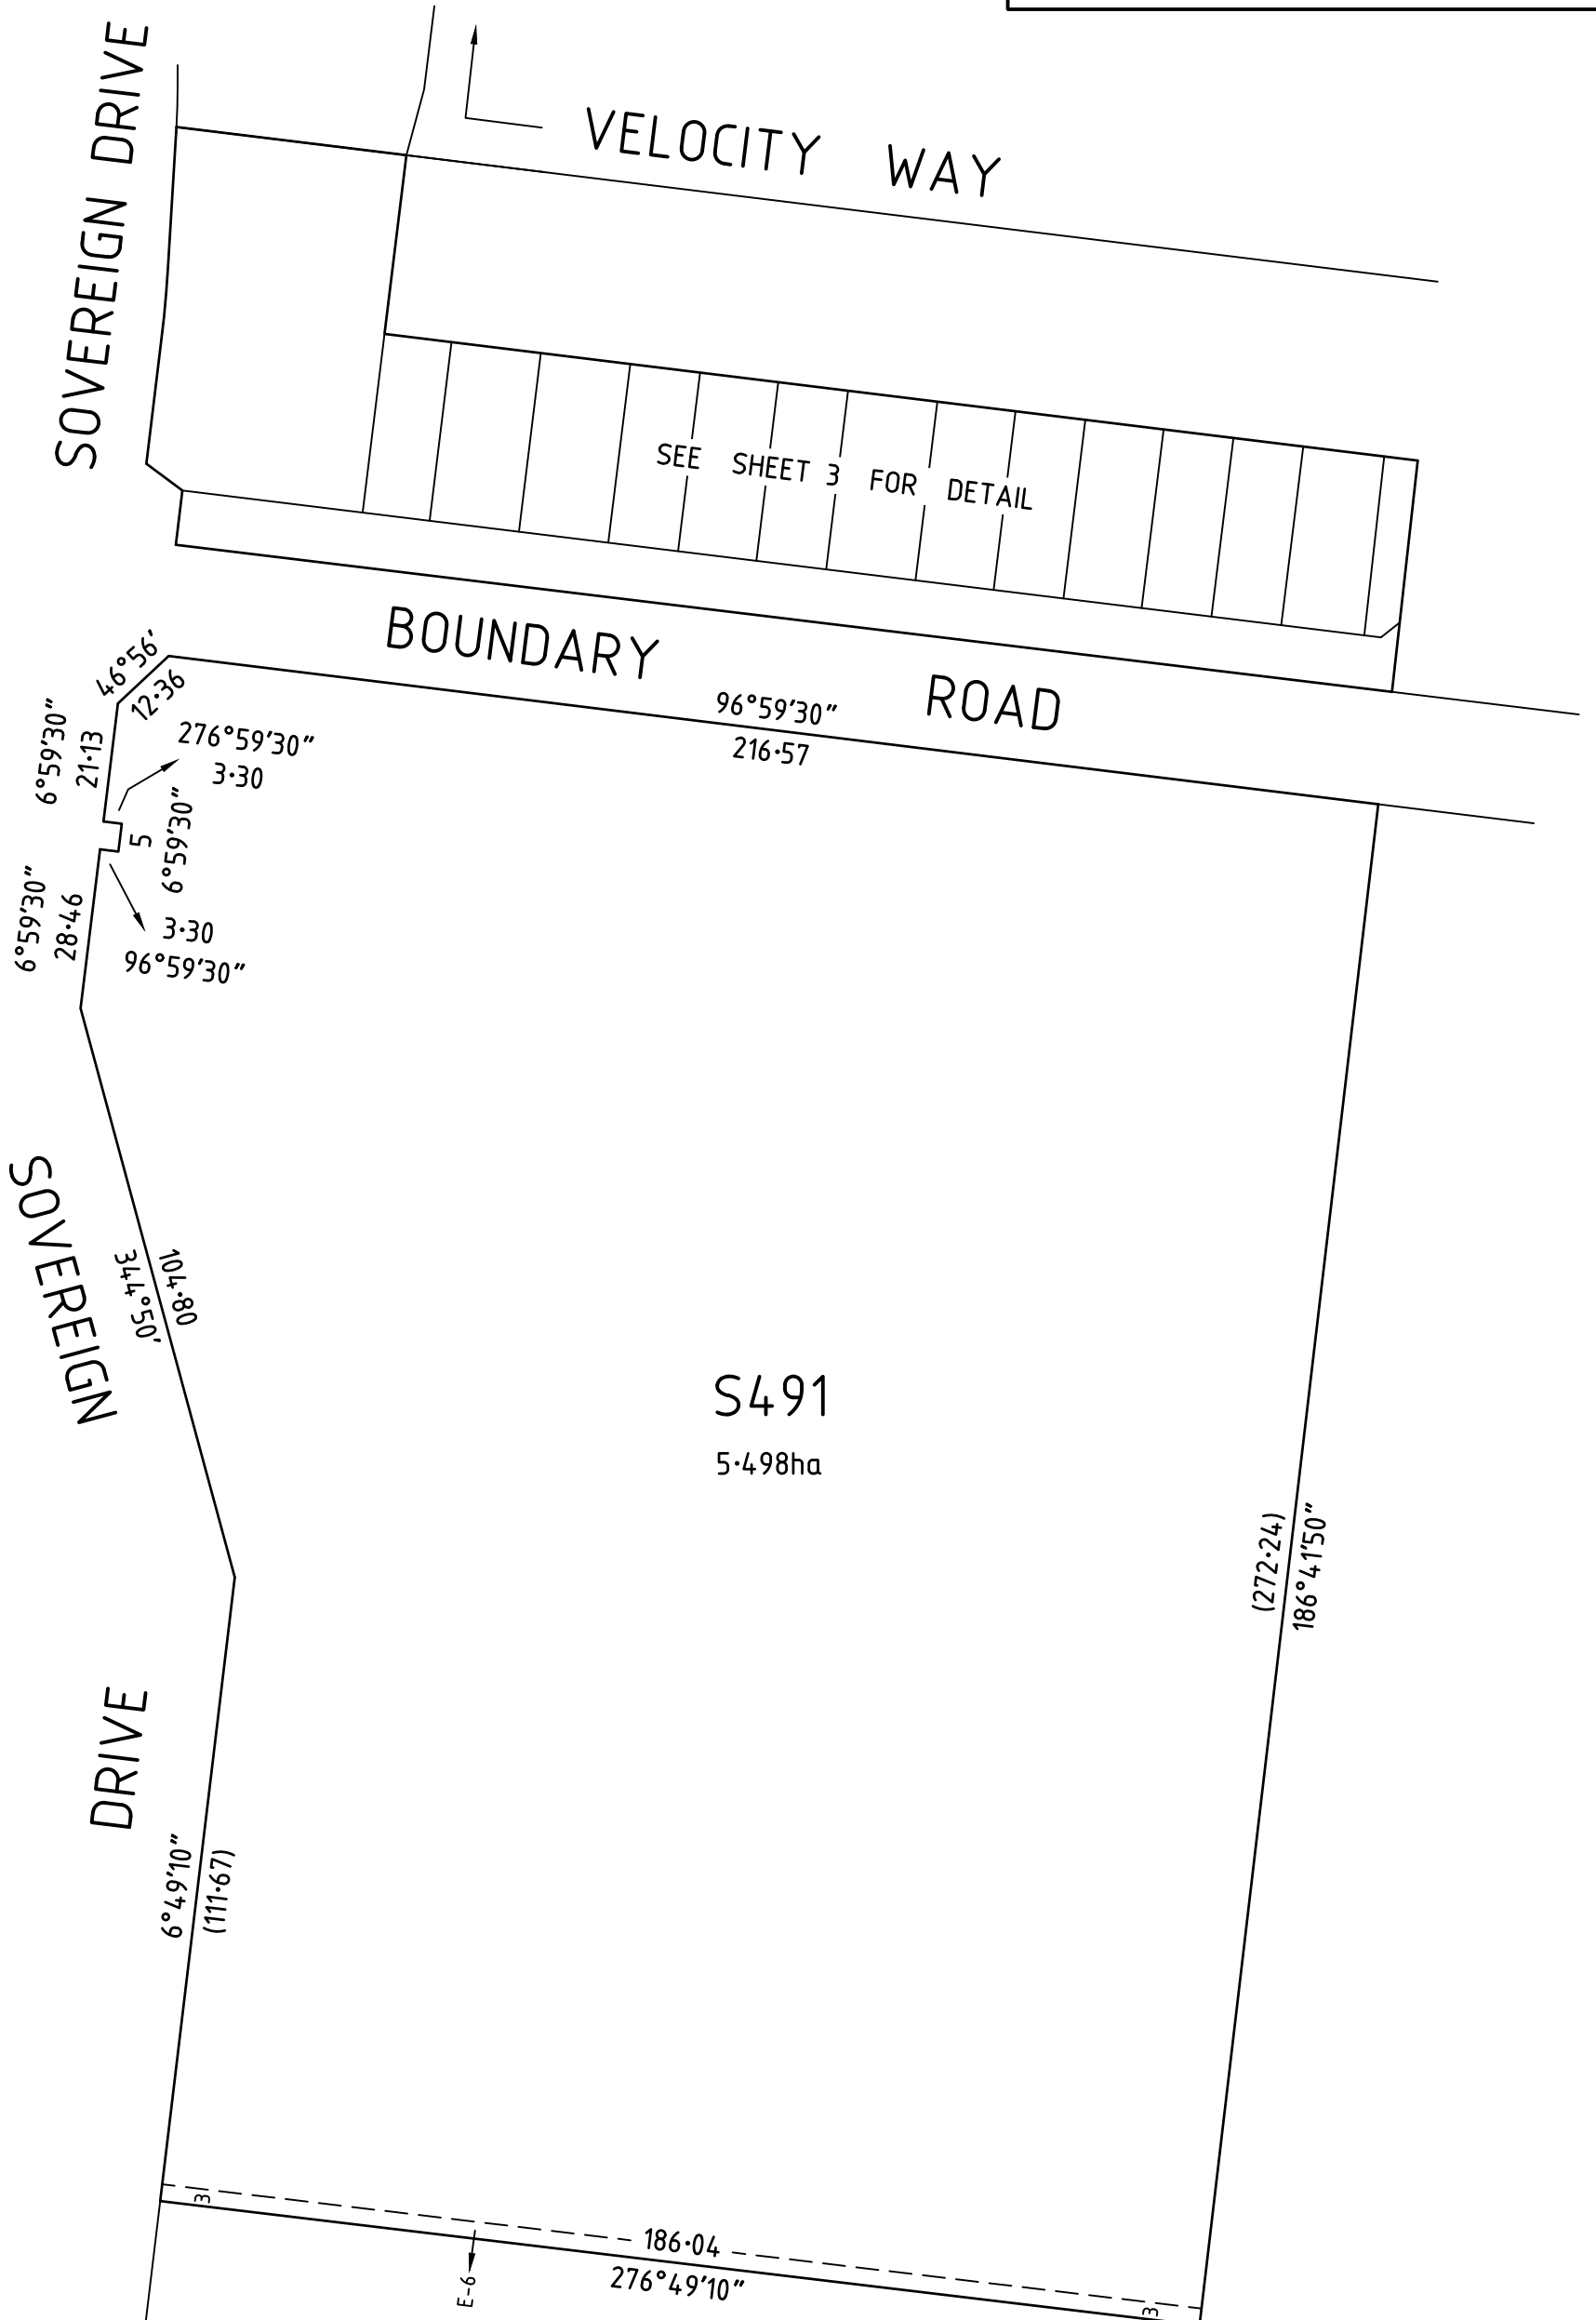 SOVEREIGN DRIVE
VELOCITY WAY
SEE SHEET 3 FOR DETAIL
BOUNDARY ROAD
46°56'
12·36
96°59'30"
216·57
6°59'30"
21·13
276°59'30"
3·30
5
6°59'30"
6°59'30"
28·46
3·30
96°59'30"
SOVEREIGN
104·80
344°50'
S491
5·498ha
(272·24)
186°41'50"
DRIVE
6°49'10"
(111·67)
3
186·04
276°49'10"
E-6
3